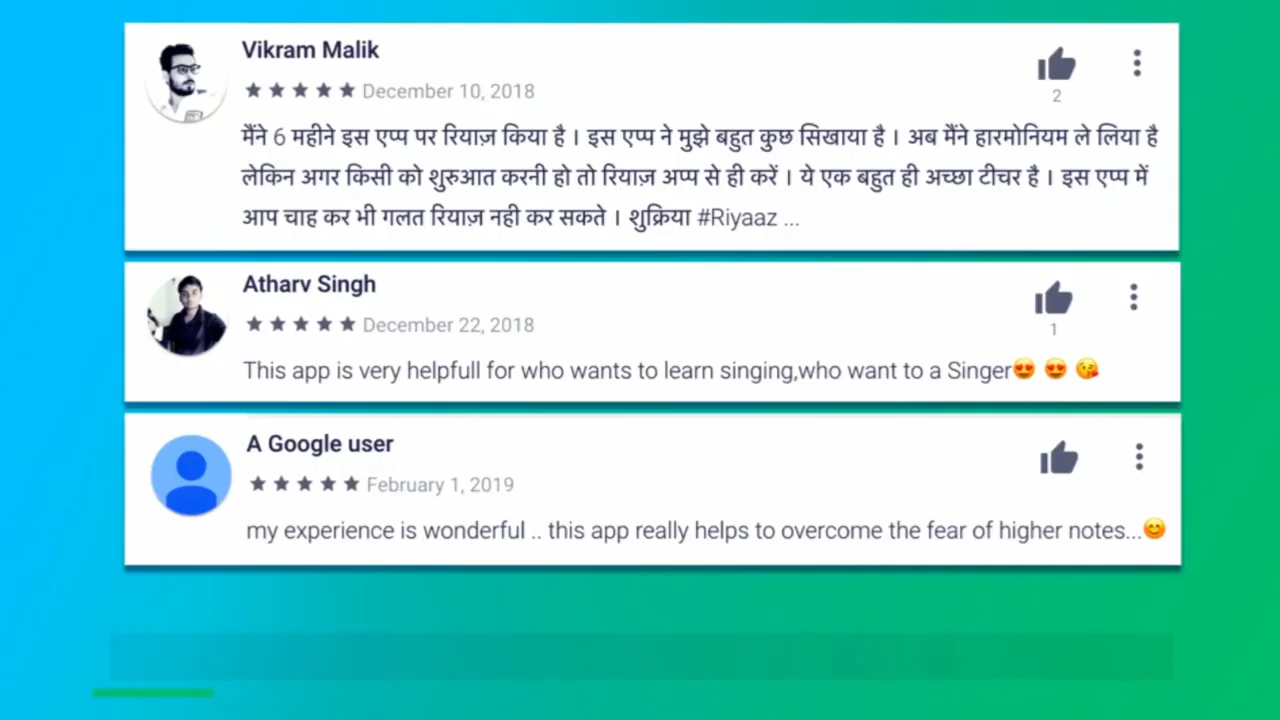 Vikram Malik
★ ★ ★ ★ ★ December 10, 2018
2
मैंने 6 महीने इस एप्प पर रियाज़ किया है । इस एप्प ने मुझे बहुत कुछ सिखाया है । अब मैंने हारमोनियम ले लिया है
लेकिन अगर किसी को शुरुआत करनी हो तो रियाज़ अप्प से ही करें । ये एक बहुत ही अच्छा टीचर है । इस एप्प में
आप चाह कर भी गलत रियाज़ नही कर सकते । शुक्रिया #Riyaaz ...
Atharv Singh
★ ★ ★ ★ ★ December 22, 2018
1
This app is very helpfull for who wants to learn singing,who want to a Singer😍 😍 😘
A Google user
★ ★ ★ ★ ★ February 1, 2019
my experience is wonderful .. this app really helps to overcome the fear of higher notes...😊